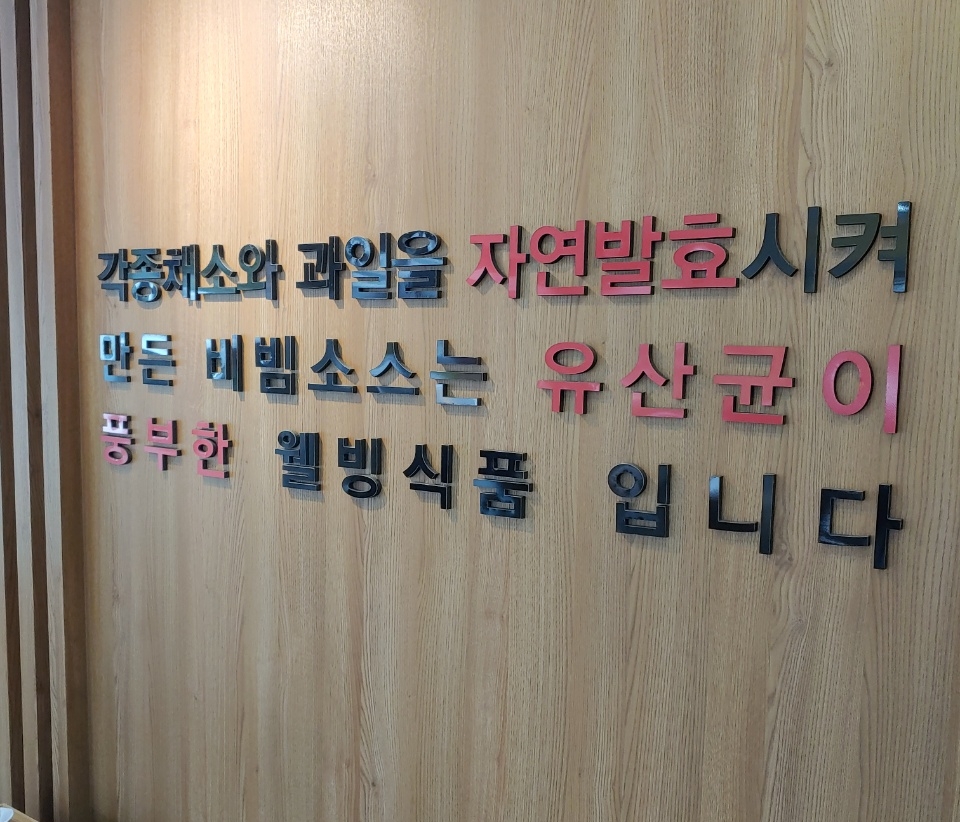 각종채소와 과일을 자연발효시켜
만든 비빔소스는 유산균이
풍부한 웰빙식품 입니다